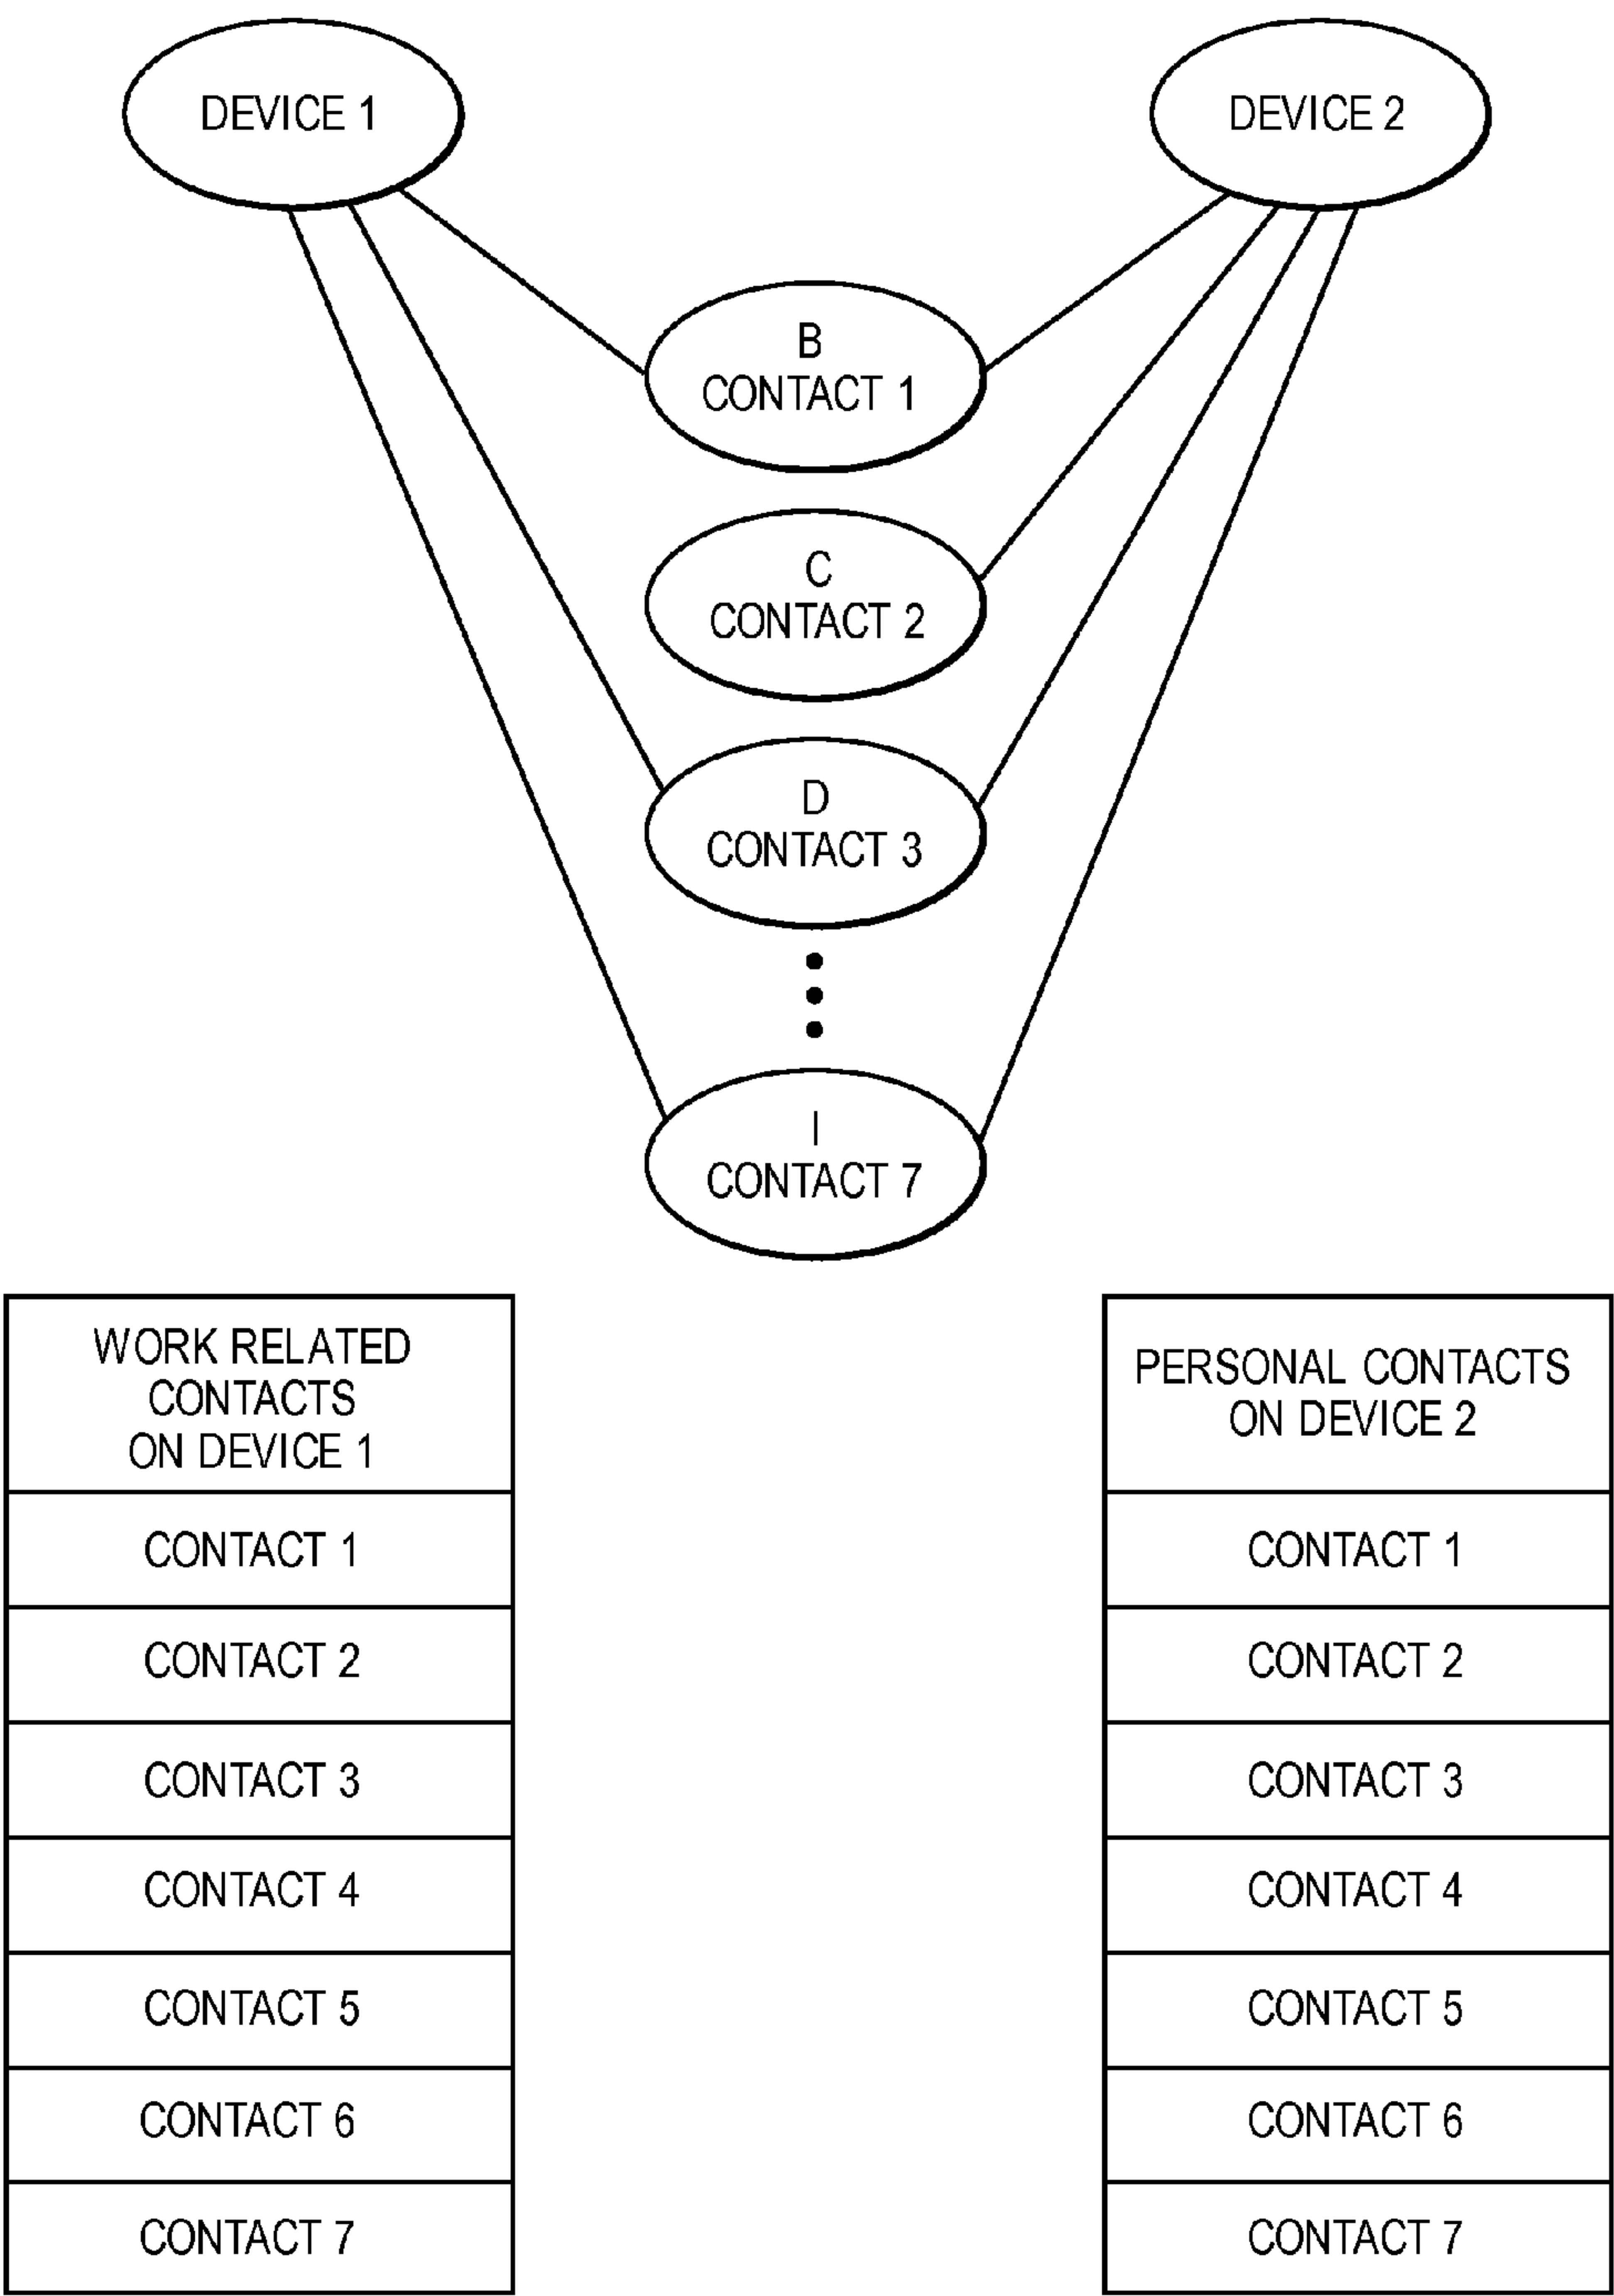 DEVICE 1
DEVICE 2
B
CONTACT 1
C
CONTACT 2
D
CONTACT 3
I
CONTACT 7
WORK RELATED
CONTACTS
ON DEVICE 1
CONTACT 1
CONTACT 2
CONTACT 3
CONTACT 4
CONTACT 5
CONTACT 6
CONTACT 7
PERSONAL CONTACTS
ON DEVICE 2
CONTACT 1
CONTACT 2
CONTACT 3
CONTACT 4
CONTACT 5
CONTACT 6
CONTACT 7